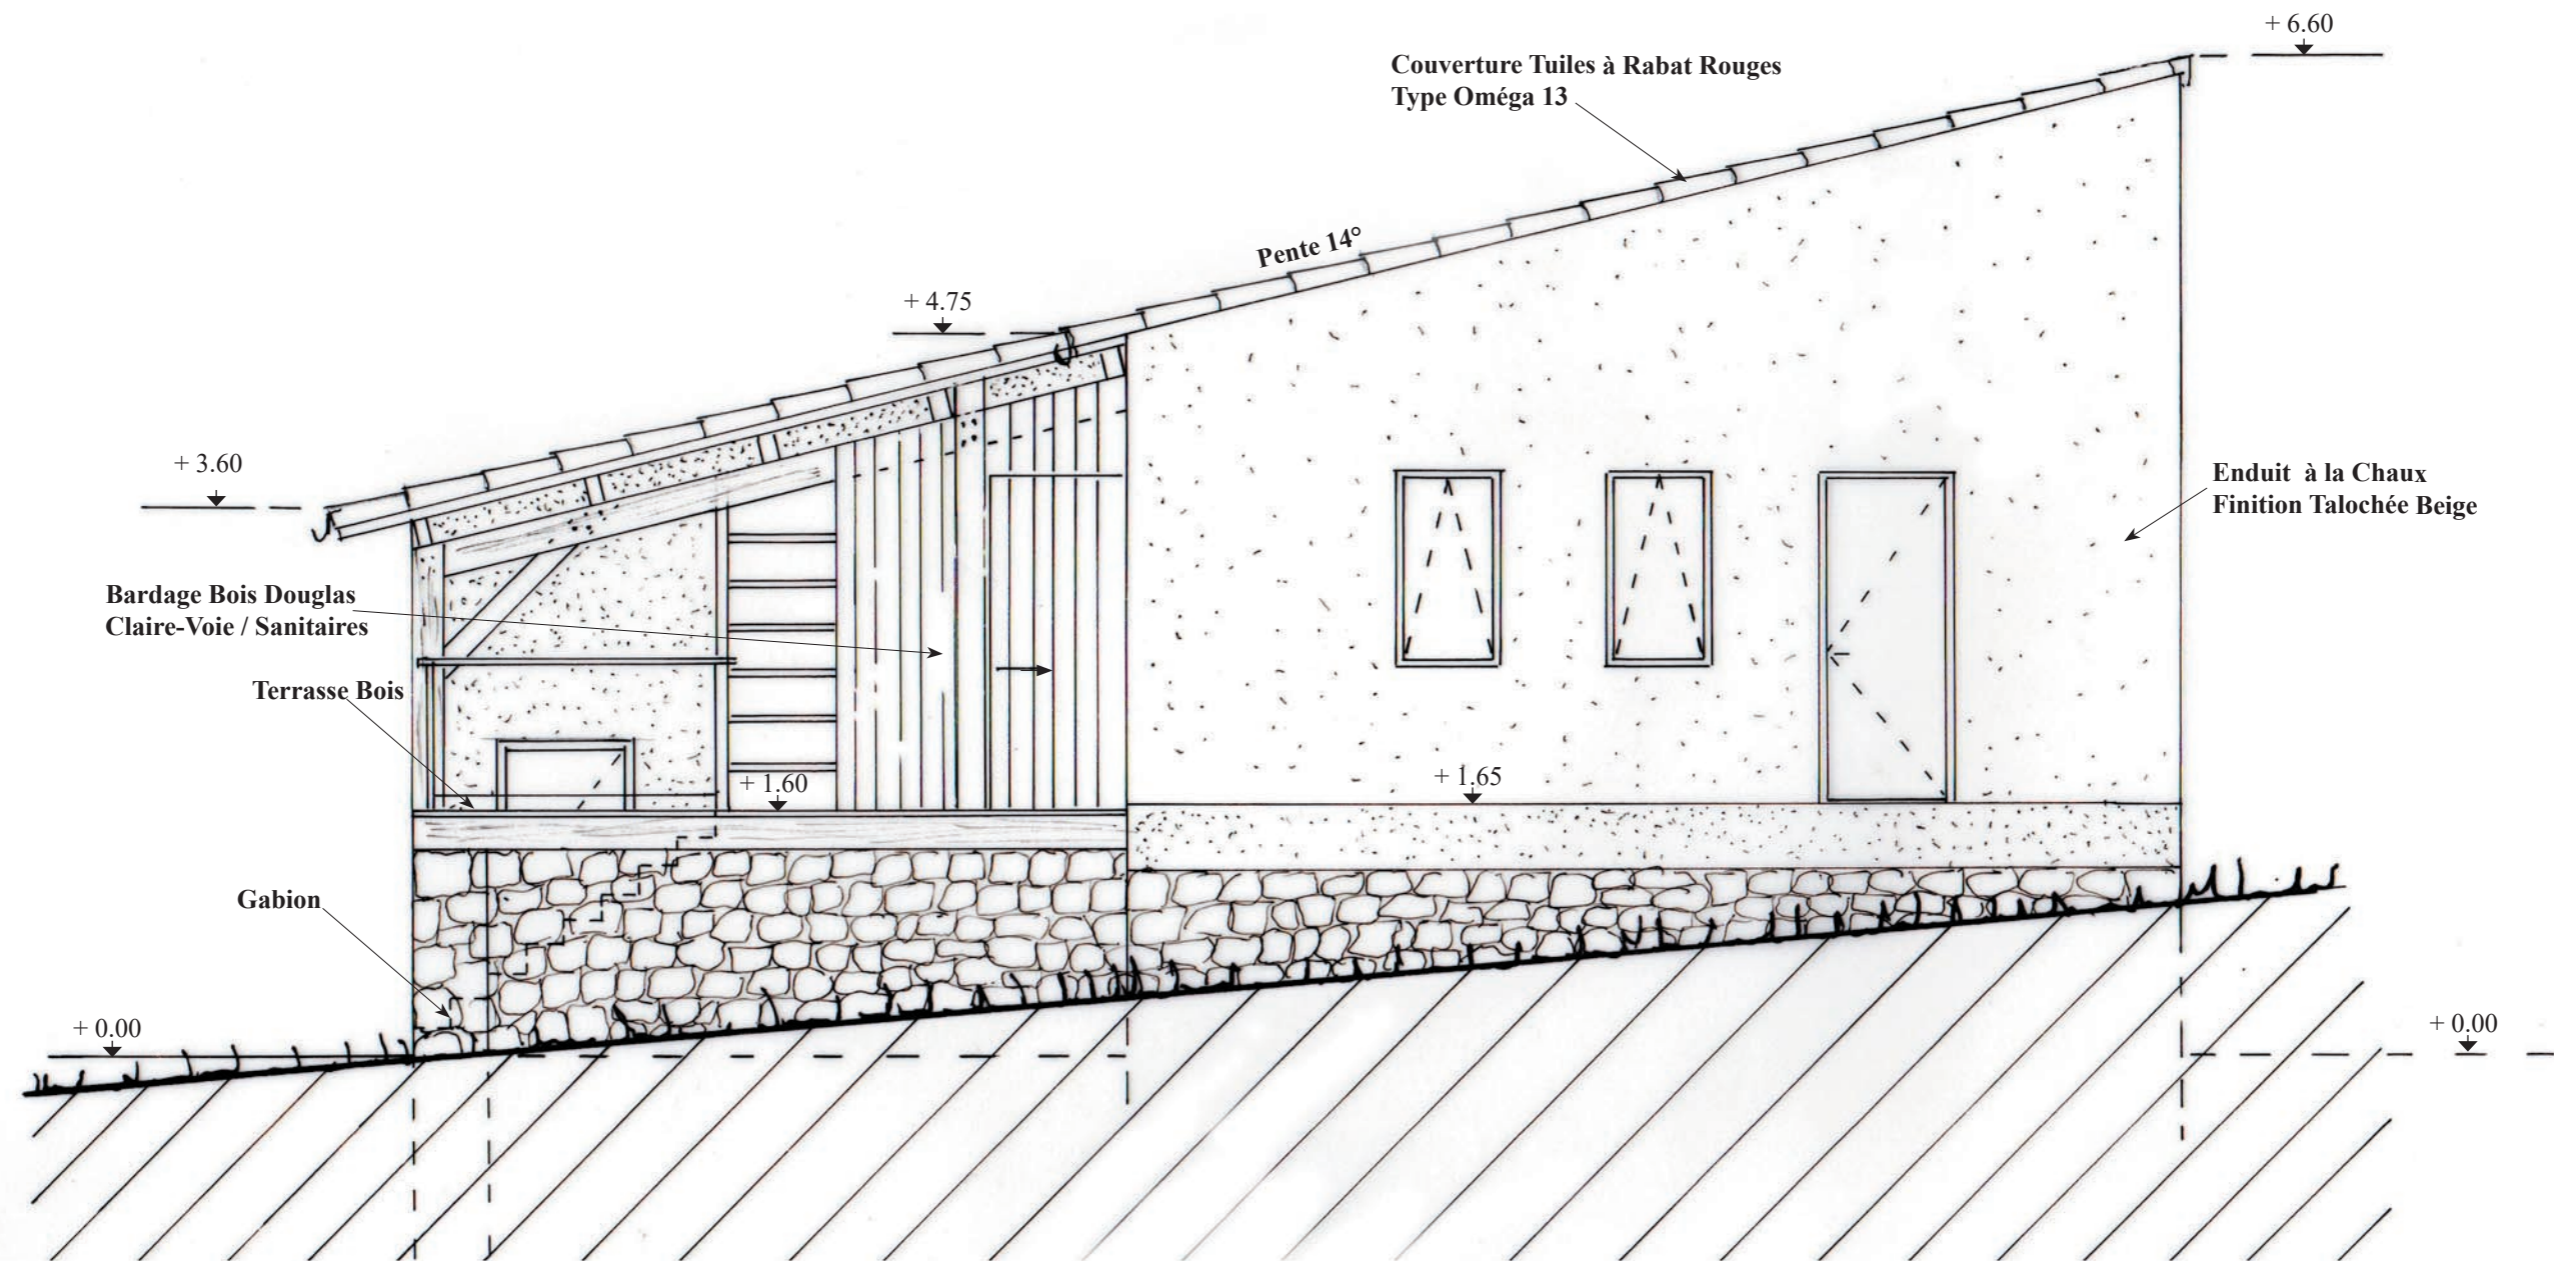 + 6.60
Couverture Tuiles à Rabat Rouges
Type Oméga 13
Pente 14°
+ 4.75
+ 3.60
Enduit à la Chaux
Finition Talochée Beige
Bardage Bois Douglas
Claire-Voie / Sanitaires
Terrasse Bois
+ 1.60
+ 1.65
Gabion
+ 0.00
+ 0.00